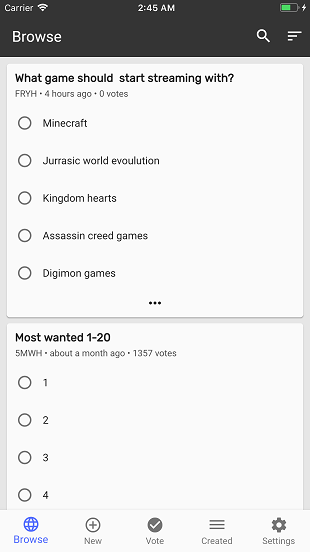 Carrier 2:45 AM
Browse
What game should  start streaming with?
FRYH • 4 hours ago • 0 votes
Minecraft
Jurrasic world evoulution
Kingdom hearts
Assassin creed games
Digimon games
Most wanted 1-20
5MWH • about a month ago • 1357 votes
1
2
3
4
Browse New Vote Created Settings